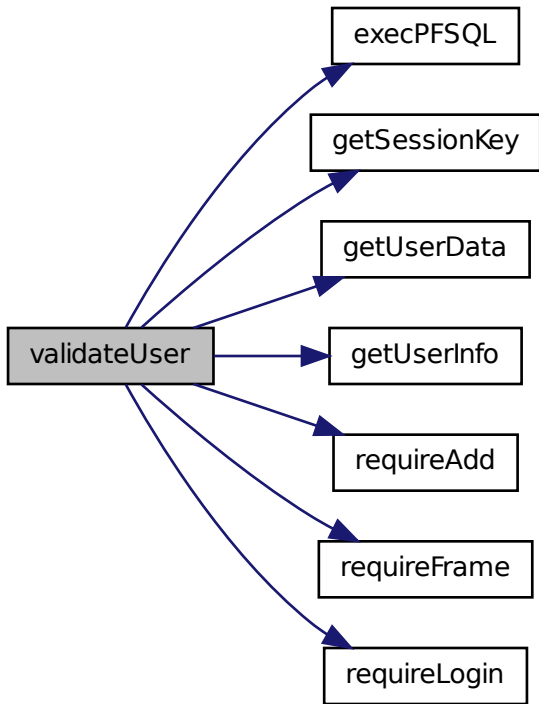 execPFSQL
getSessionKey
getUserData
validateUser
getUserInfo
requireAdd
requireFrame
requireLogin